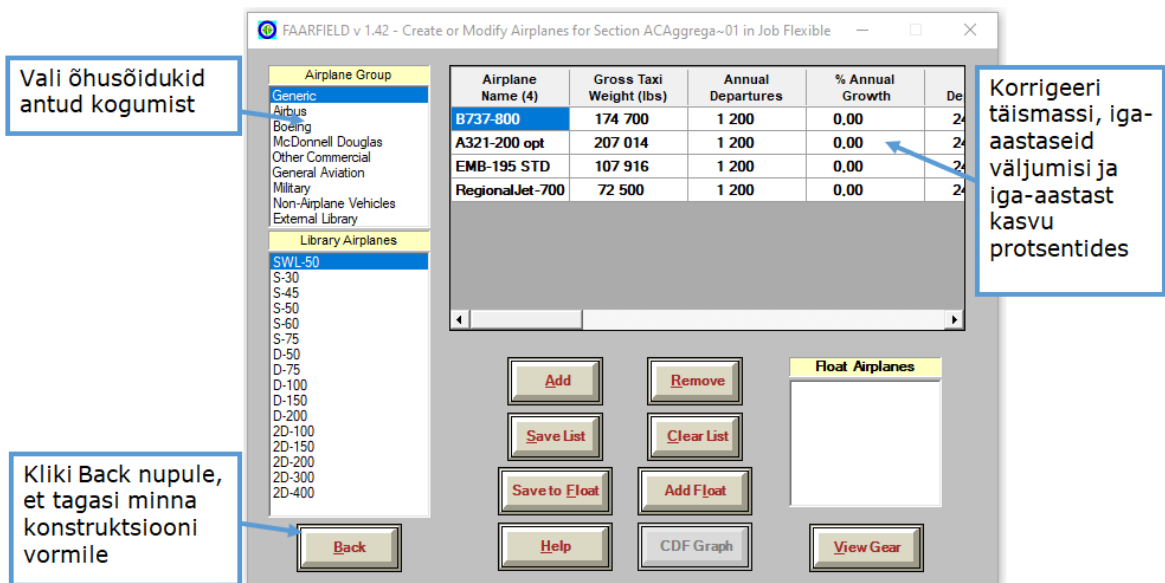 FAARFIELD v 1.42 - Create or Modify Airplanes for Section ACAggrega~01 in Job Flexible
Vali õhusõidukid
antud kogumist
Airplane Group
Generic
Airbus
Boeing
McDonnell Douglas
Other Commercial
General Aviation
Military
Non-Airplane Vehicles
External Library
Library Airplanes
SWL-50
S-30
S-45
S-50
S-60
S-75
D-50
D-75
D-100
D-150
D-200
2D-100
2D-150
2D-200
2D-300
2D-400
Airplane Name (4) Gross Taxi Weight (lbs) Annual Departures % Annual Growth De
B737-800 174 700 1 200 0,00 24
A321-200 opt 207 014 1 200 0,00 24
EMB-195 STD 107 916 1 200 0,00 24
RegionalJet-700 72 500 1 200 0,00 24
Korrigeeri
täismassi, iga-
aastaseid
väljumisi ja
iga-aastast
kasvu
protsentides
Add Remove
Save List Clear List
Save to Float Add Float
Help CDF Graph
Float Airplanes
View Gear
Kliki Back nupule,
et tagasi minna
konstruktsiooni
vormile
Back